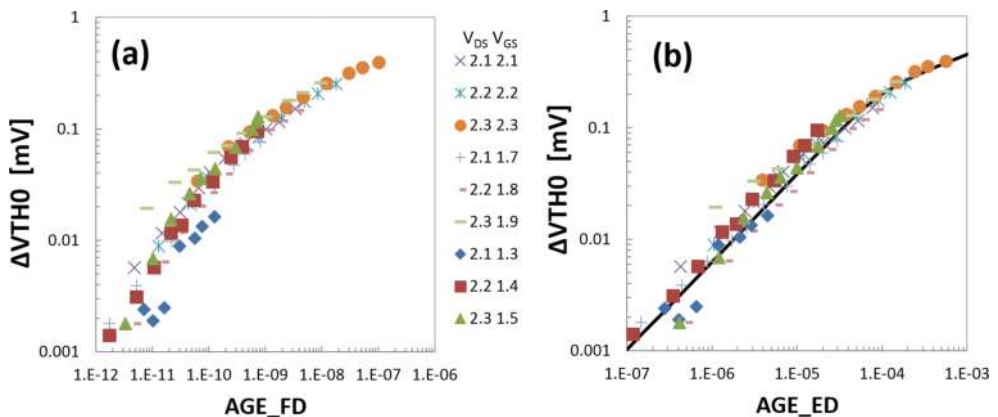 (a)
ΔVTH0 [mV]
1
0.1
0.01
0.001
1.E-12 1.E-11 1.E-10 1.E-09 1.E-08 1.E-07 1.E-06
AGE_FD
VDS VGS
2.1 2.1
2.2 2.2
2.3 2.3
2.1 1.7
2.2 1.8
2.3 1.9
2.1 1.3
2.2 1.4
2.3 1.5
(b)
ΔVTH0 [mV]
1
0.1
0.01
0.001
1.E-07 1.E-06 1.E-05 1.E-04 1.E-03
AGE_ED